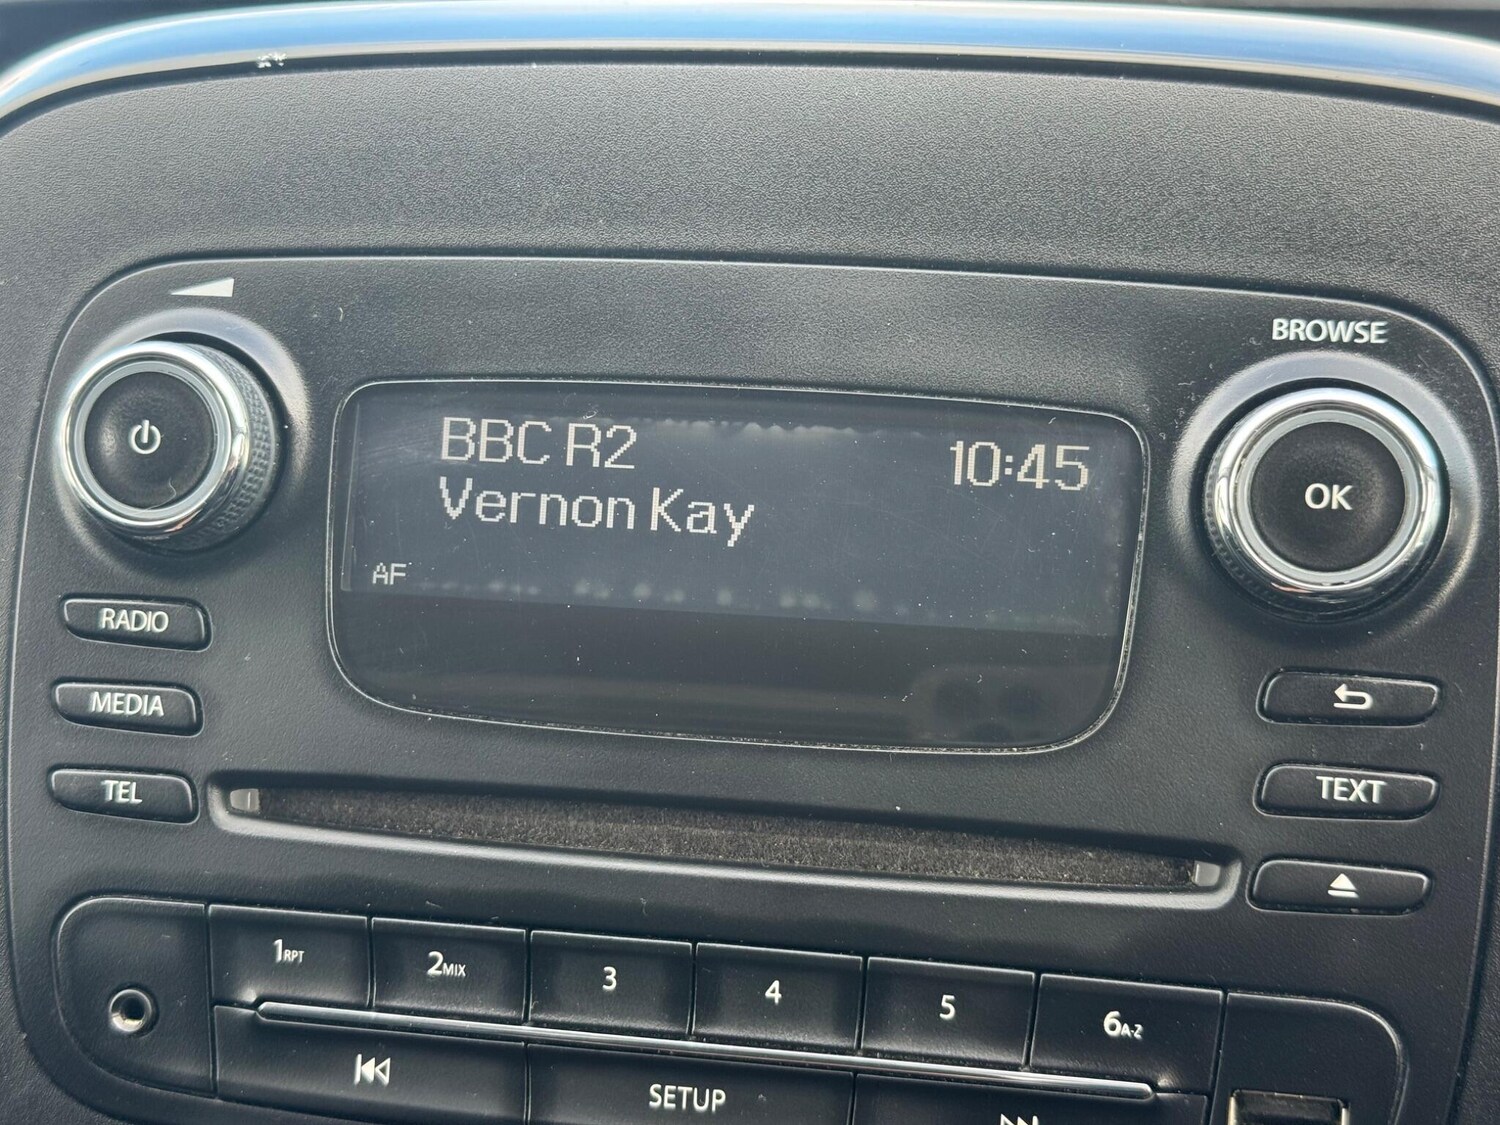 BROWSE
BBC R2
10:45
Vernon Kay
AF
OK
RADIO
MEDIA
TEL
TEXT
1RPT
2MIX
3
4
5
6A-Z
SETUP